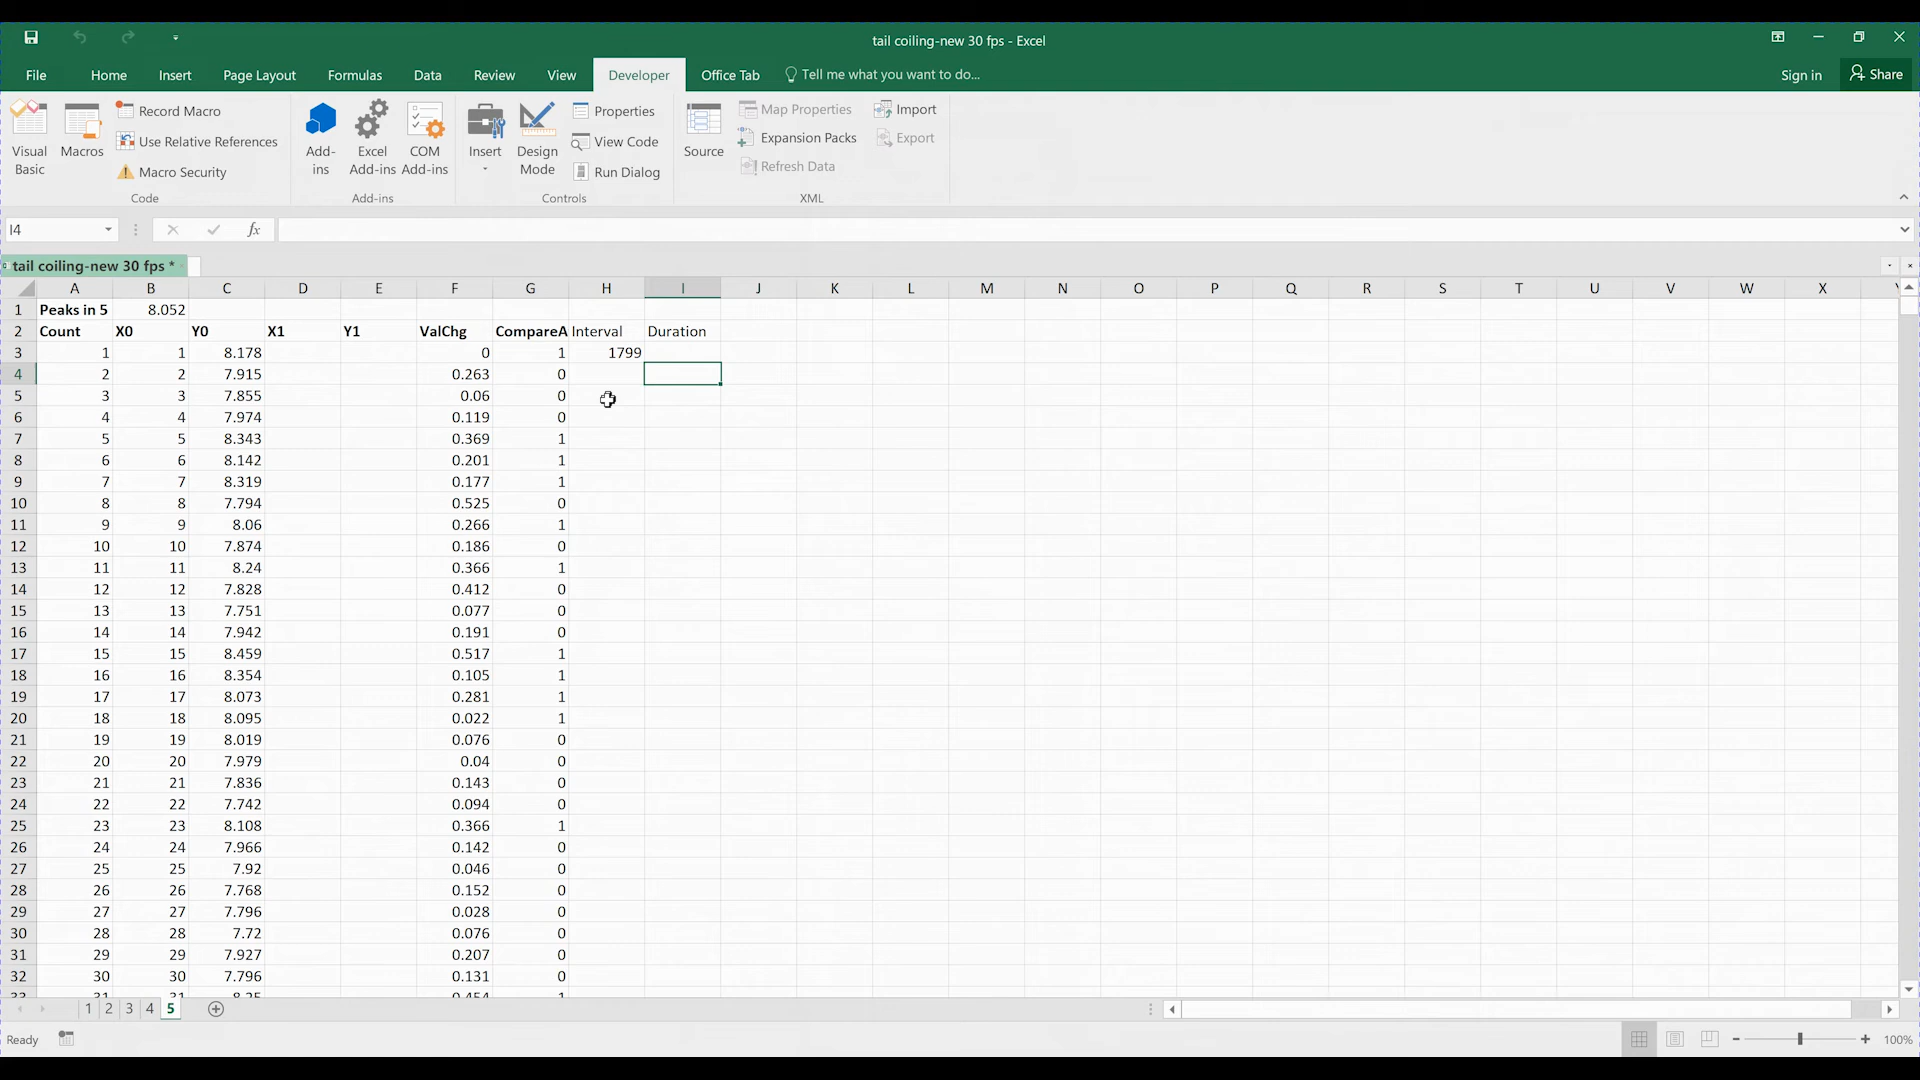 tail coiling-new 30 fps - Excel
File Home Insert Page Layout Formulas Data Review View Developer Office Tab Tell me what you want to do... Sign in Share
Visual Basic
Macros
Record Macro
Use Relative References
Macro Security
Code
Add-ins
Excel Add-ins
COM Add-ins
Add-ins
Insert
Design Mode
Properties
View Code
Run Dialog
Controls
Source
Map Properties
Expansion Packs
Refresh Data
Import
Export
XML
I4 fx
tail coiling-new 30 fps *
A B C D E F G H I J K L M N O P Q R S T U V W X
1 Peaks in 5 8.052
2 Count X0 Y0 X1 Y1 ValChg CompareA Interval Duration
3 1 1 8.178 0 1 1799
4 2 2 7.915 0.263 0
5 3 3 7.855 0.06 0
6 4 4 7.974 0.119 0
7 5 5 8.343 0.369 1
8 6 6 8.142 0.201 1
9 7 7 8.319 0.177 1
10 8 8 7.794 0.525 0
11 9 9 8.06 0.266 1
12 10 10 7.874 0.186 0
13 11 11 8.24 0.366 1
14 12 12 7.828 0.412 0
15 13 13 7.751 0.077 0
16 14 14 7.942 0.191 0
17 15 15 8.459 0.517 1
18 16 16 8.354 0.105 1
19 17 17 8.073 0.281 1
20 18 18 8.095 0.022 1
21 19 19 8.019 0.076 0
22 20 20 7.979 0.04 0
23 21 21 7.836 0.143 0
24 22 22 7.742 0.094 0
25 23 23 8.108 0.366 1
26 24 24 7.966 0.142 0
27 25 25 7.92 0.046 0
28 26 26 7.768 0.152 0
29 27 27 7.796 0.028 0
30 28 28 7.72 0.076 0
31 29 29 7.927 0.207 0
32 30 30 7.796 0.131 0
33 31 31 8.25 0.454 1
1 2 3 4 5
Ready 100%